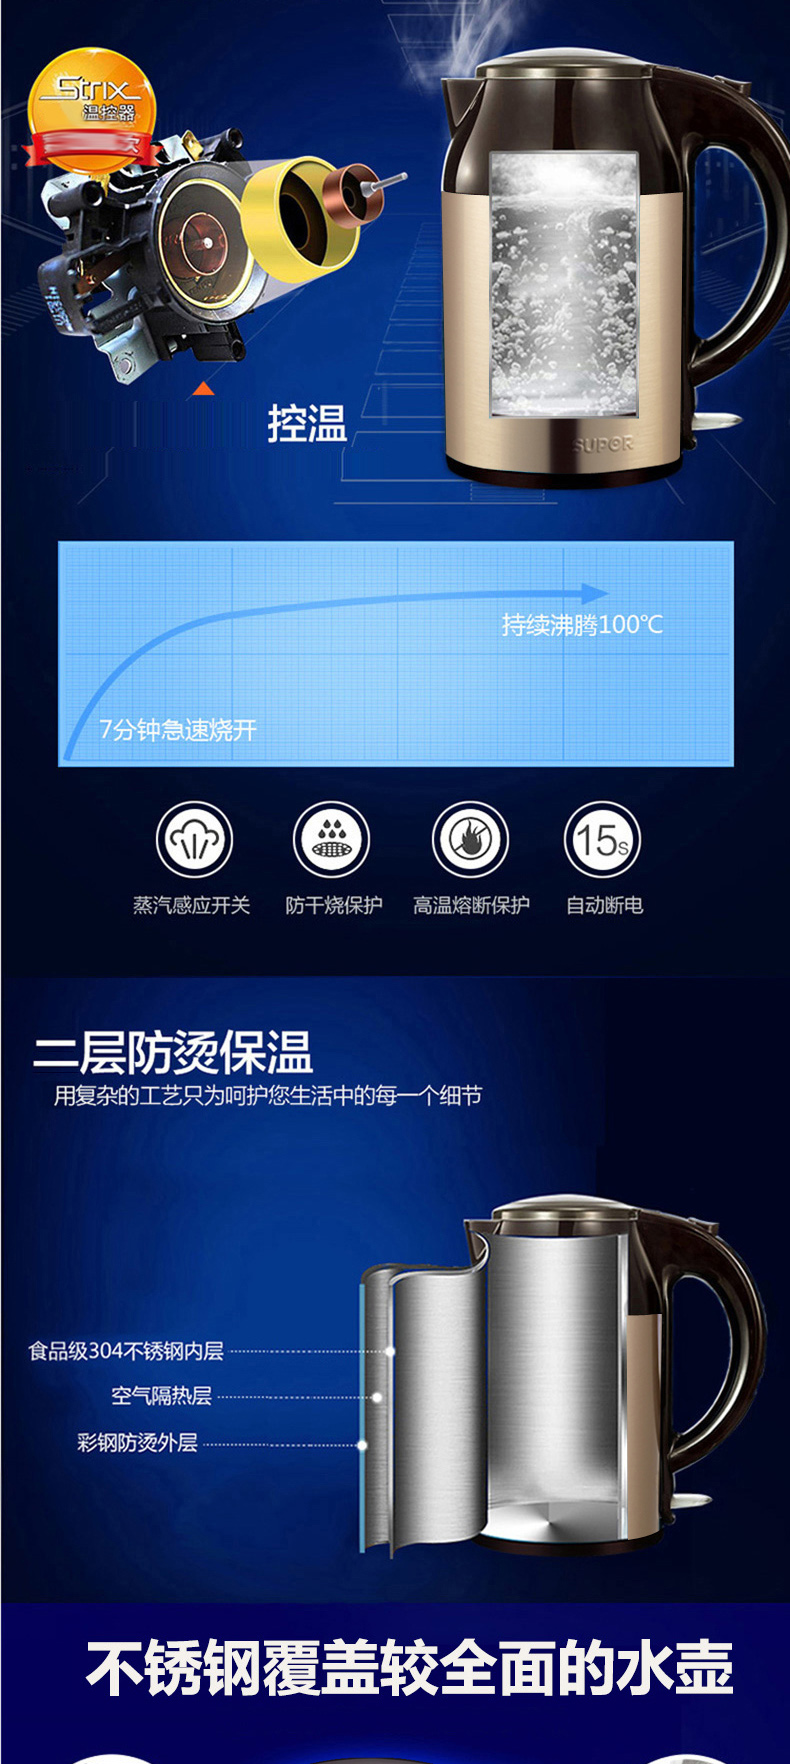 Strix
温控器
控温
SUPOR
持续沸腾100℃
7分钟急速烧开
15s
蒸汽感应开关
防干烧保护
高温熔断保护
自动断电
二层防烫保温
用复杂的工艺只为呵护您生活中的每一个细节
食品级304不锈钢内层
空气隔热层
彩钢防烫外层
不锈钢覆盖较全面的水壶